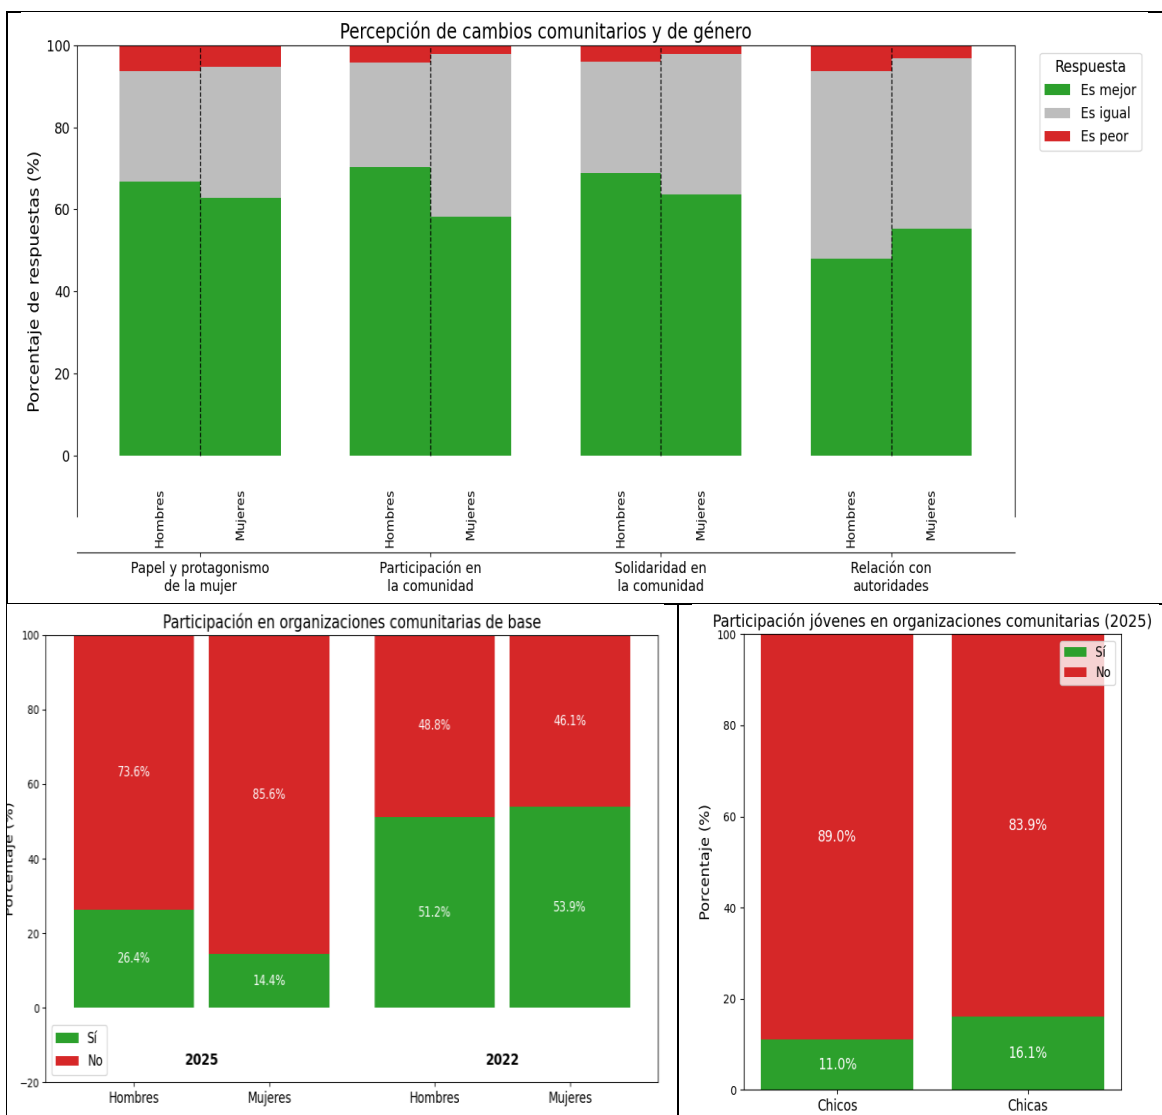 Percepción de cambios comunitarios y de género
Porcentaje de respuestas (%)
100
80
60
40
20
0
Respuesta
Es mejor
Es igual
Es peor
Hombres
Mujeres
Hombres
Mujeres
Hombres
Mujeres
Hombres
Mujeres
Papel y protagonismo
de la mujer
Participación en
la comunidad
Solidaridad en
la comunidad
Relación con
autoridades
Participación en organizaciones comunitarias de base
Porcentaje (%)
100
80
60
40
20
0
−20
73.6%
26.4%
85.6%
14.4%
48.8%
51.2%
46.1%
53.9%
Sí
No
2025
2022
Hombres
Mujeres
Hombres
Mujeres
Participación jóvenes en organizaciones comunitarias (2025)
Porcentaje (%)
100
80
60
40
20
0
Sí
No
89.0%
11.0%
83.9%
16.1%
Chicos
Chicas